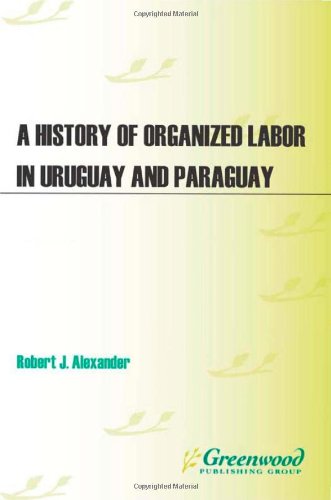 A HISTORY OF ORGANIZED LABOR
IN URUGUAY AND PARAGUAY
Robert J. Alexander
Greenwood
PUBLISHING GROUP